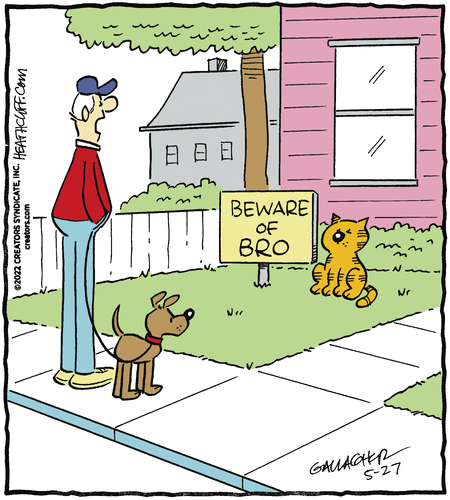 ©2022 CREATORS SYNDICATE, INC. HEATHCLIFF.COM
creators.com
BEWARE
OF
BRO
GALLAGHER
5-27